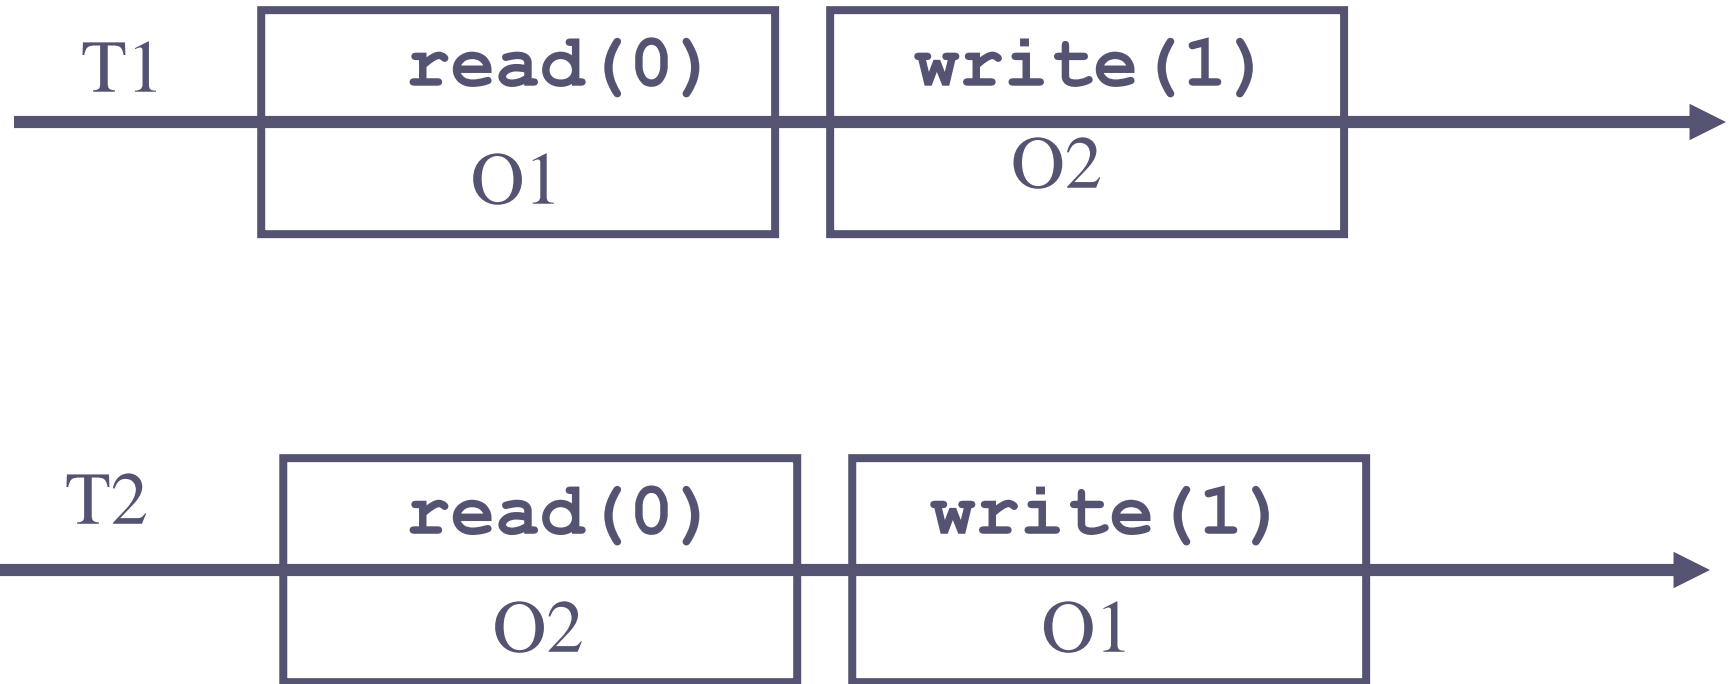 T1
read(0)
write(1)
O1
O2
T2
read(0)
write(1)
O2
O1